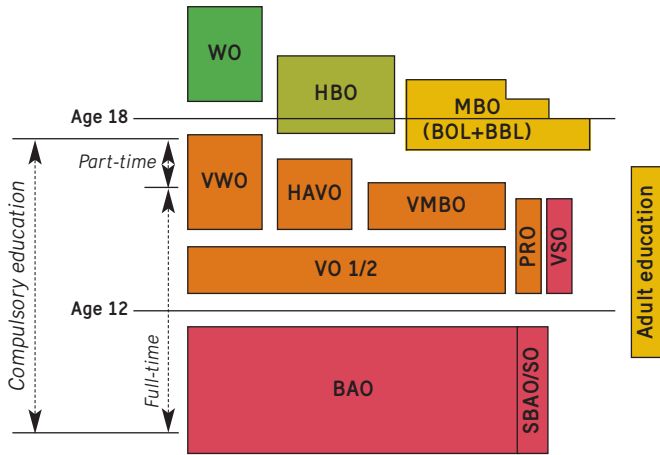 WO
HBO
MBO
Age 18
(BOL+BBL)
Part-time
VWO
HAVO
VMBO
PRO
VSO
Compulsory education
VO 1/2
Adult education
Age 12
Full-time
BAO
SBAO/SO